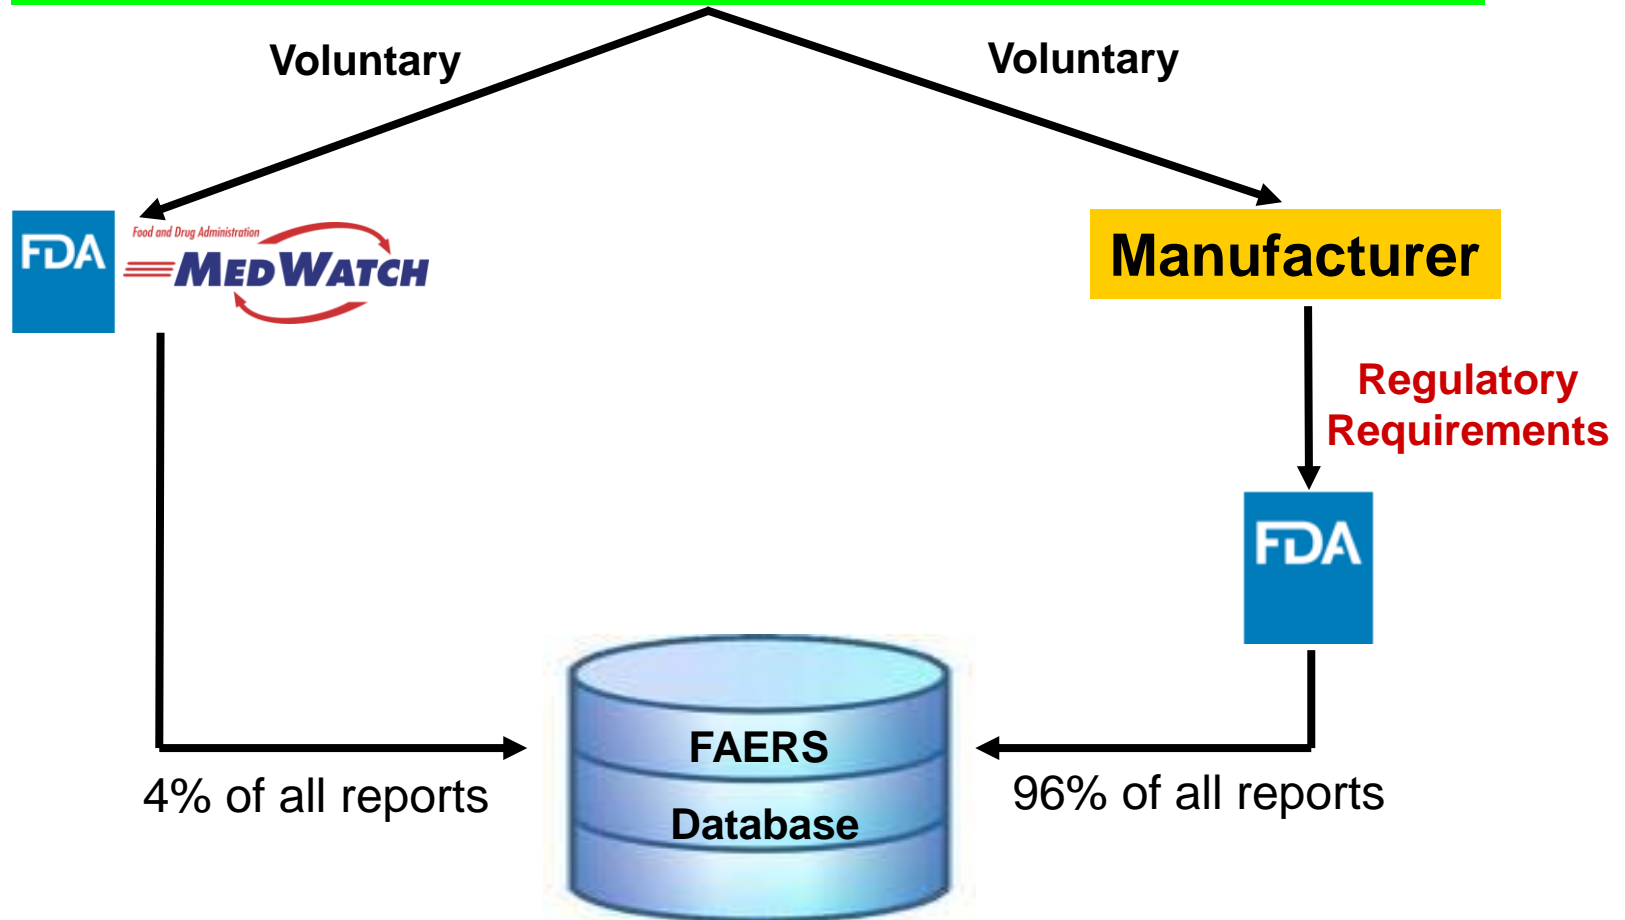 Voluntary
Voluntary
FDA
Food and Drug Administration
MEDWATCH
Manufacturer
Regulatory
Requirements
FDA
FAERS
Database
4% of all reports
96% of all reports